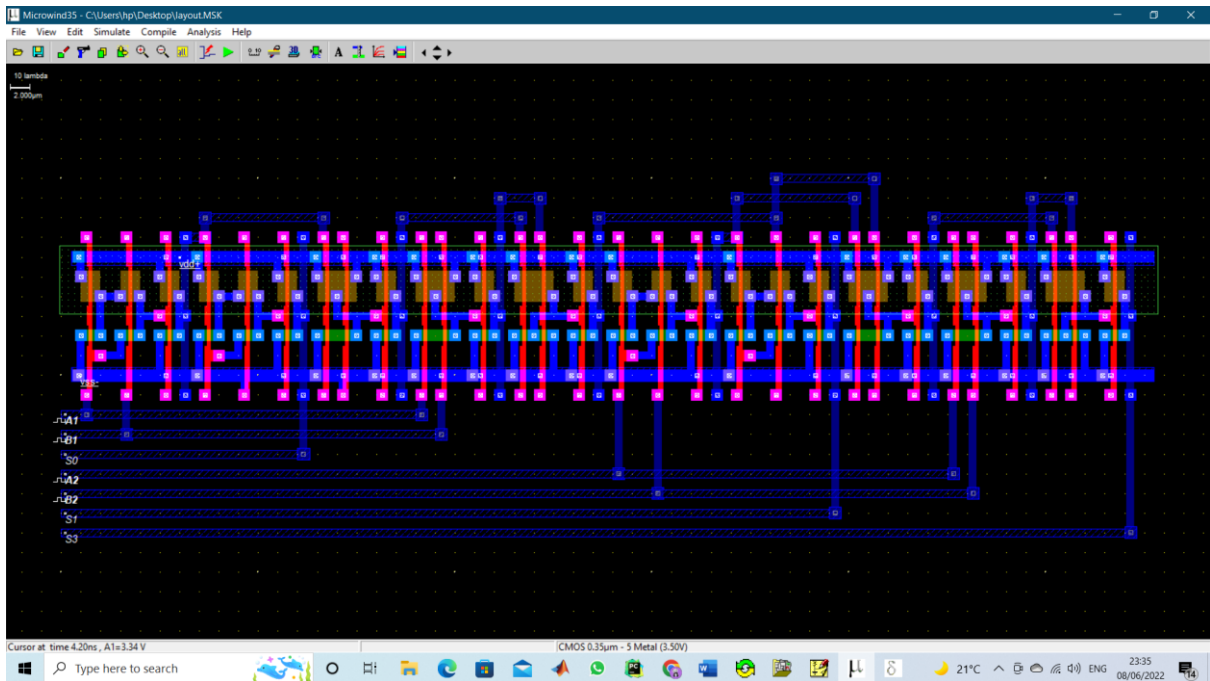 Microwind35 - C:\Users\hp\Desktop\layout.MSK
File View Edit Simulate Compile Analysis Help
10 lambda
2.000µm
vdd+
vss-
A1
B1
S0
A2
B2
S1
S3
Cursor at time 4.20ns , A1=3.34 V
CMOS 0.35µm - 5 Metal (3.50V)
Type here to search
21°C
ENG
23:35
08/06/2022